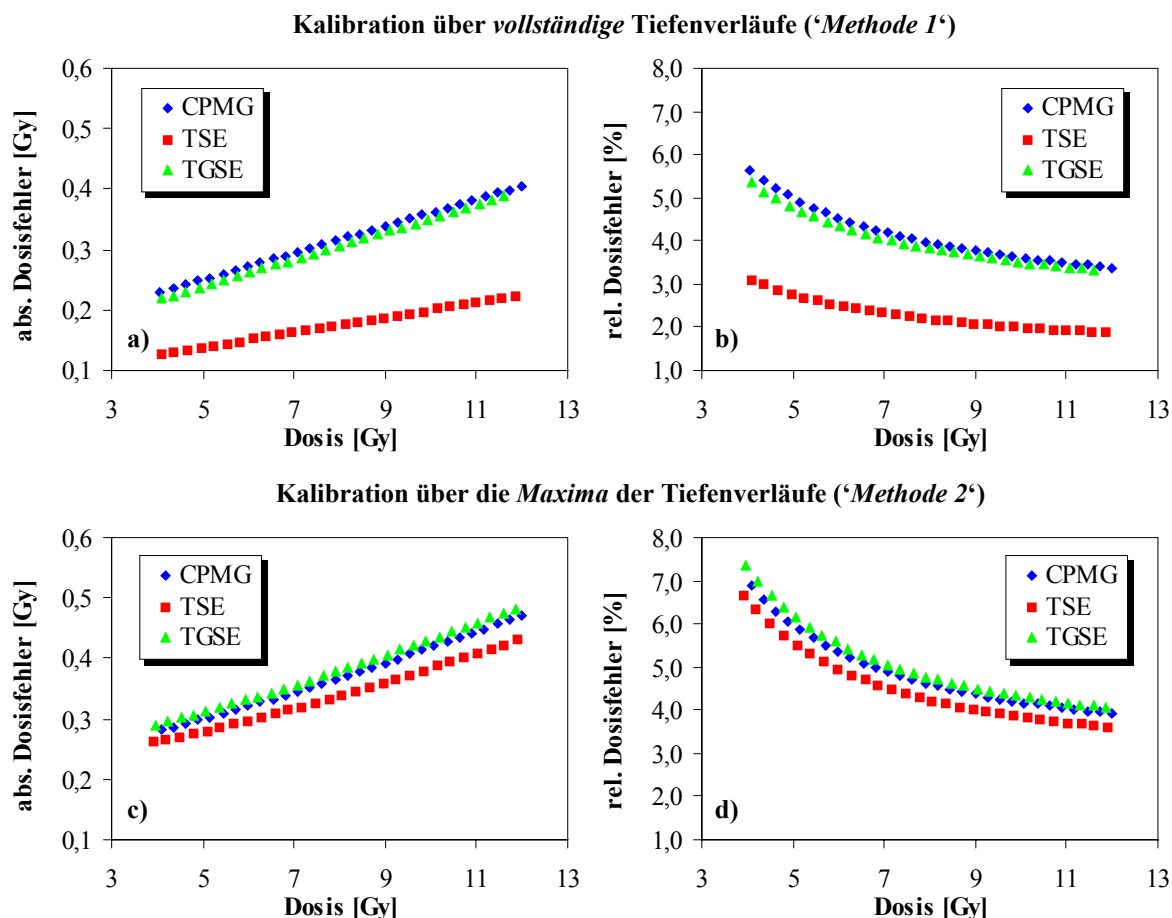 Kalibration über vollständige Tiefenverläufe (‘Methode 1‘)
abs. Dosisfehler [Gy]
0,6
0,5
0,4
0,3
0,2
0,1
CPMG
TSE
TGSE
a)
3 5 7 9 11 13
Dosis [Gy]
rel. Dosisfehler [%]
8,0
7,0
6,0
5,0
4,0
3,0
2,0
1,0
CPMG
TSE
TGSE
b)
3 5 7 9 11 13
Dosis [Gy]
Kalibration über die Maxima der Tiefenverläufe (‘Methode 2‘)
abs. Dosisfehler [Gy]
0,6
0,5
0,4
0,3
0,2
0,1
CPMG
TSE
TGSE
c)
3 5 7 9 11 13
Dosis [Gy]
rel. Doisfehler [%]
8,0
7,0
6,0
5,0
4,0
3,0
2,0
1,0
CPMG
TSE
TGSE
d)
3 5 7 9 11 13
Dosis [Gy]